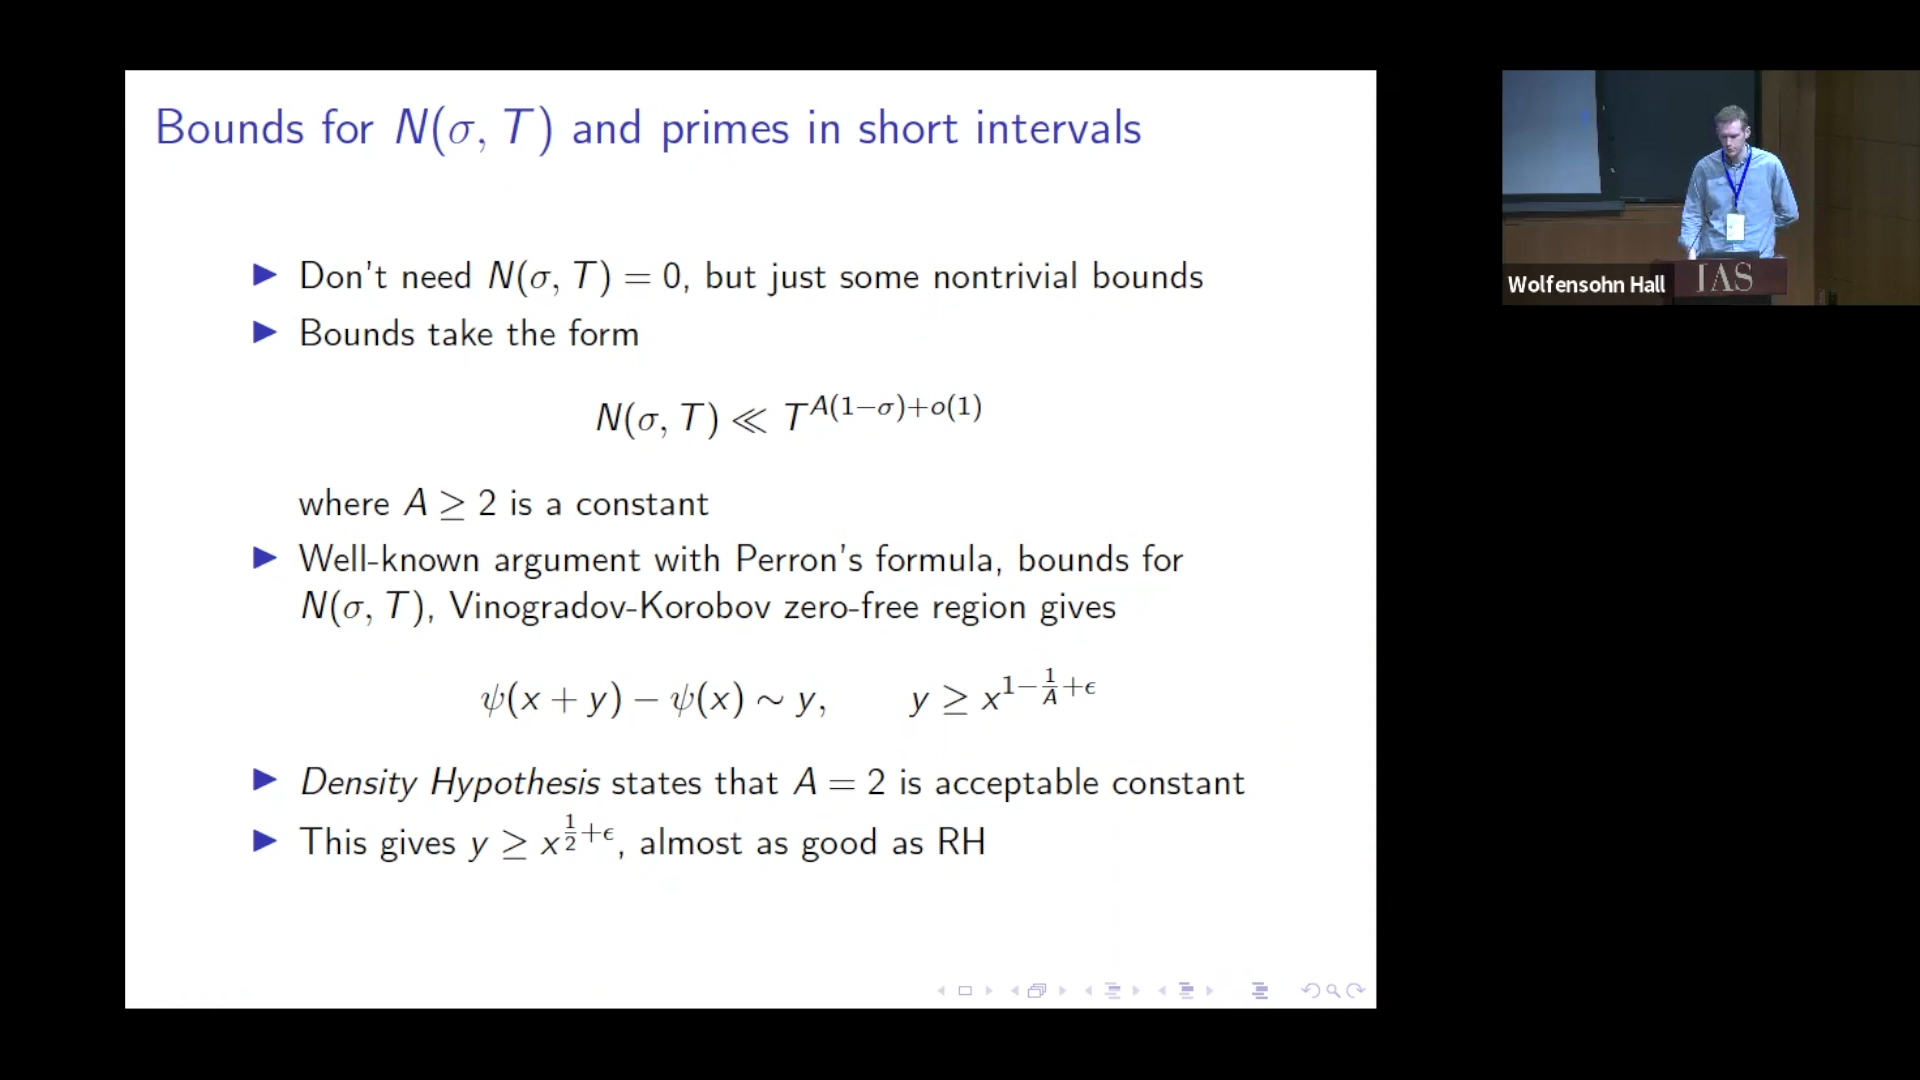 Bounds for N(σ, T) and primes in short intervals
▶ Don't need N(σ, T) = 0, but just some nontrivial bounds
▶ Bounds take the form
N(σ, T) ≪ T^{A(1−σ)+o(1)}
where A ≥ 2 is a constant
▶ Well-known argument with Perron's formula, bounds for
N(σ, T), Vinogradov-Korobov zero-free region gives
ψ(x + y) − ψ(x) ∼ y, y ≥ x^{1−\frac{1}{A}+ϵ}
▶ Density Hypothesis states that A = 2 is acceptable constant
▶ This gives y ≥ x^{\frac{1}{2}+ϵ}, almost as good as RH
Wolfensohn Hall
IAS